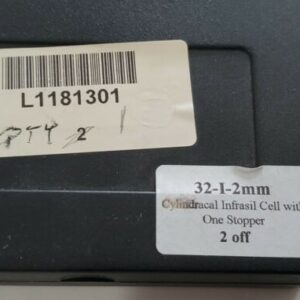 L1181301
QTY 2 1
32-I-2mm
Cylindracal Infrasil Cell with
One Stopper
2 off